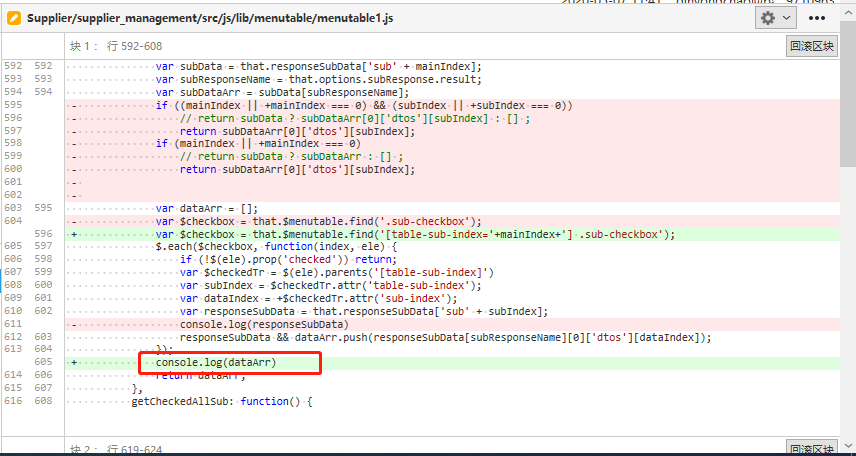 Supplier/supplier_management/src/js/lib/menutable/menutable1.js
块 1： 行 592-608
回滚区块
592 592 var subData = that.responseSubData['sub' + mainIndex];
593 593 var subResponseName = that.options.subResponse.result;
594 594 var subDataArr = subData[subResponseName];
595 - if ((mainIndex || +mainIndex === 0) && (subIndex || +subIndex === 0))
596 - // return subData ? subDataArr[0]['dtos'][subIndex] : [] ;
597 - return subDataArr[0]['dtos'][subIndex];
598 - if (mainIndex || +mainIndex === 0)
599 - // return subData ? subDataArr : [] ;
600 - return subDataArr[0]['dtos'][subIndex];
601 -
602 -
603 595 var dataArr = [];
604 - var $checkbox = that.$menutable.find('.sub-checkbox');
596 + var $checkbox = that.$menutable.find('[table-sub-index='+mainIndex+'] .sub-checkbox');
605 597 $.each($checkbox, function(index, ele) {
606 598 if (!$(ele).prop('checked')) return;
607 599 var $checkedTr = $(ele).parents('[table-sub-index]')
608 600 var subIndex = $checkedTr.attr('table-sub-index');
609 601 var dataIndex = +$checkedTr.attr('sub-index');
610 602 var responseSubData = that.responseSubData['sub' + subIndex];
611 - console.log(responseSubData)
612 603 responseSubData && dataArr.push(responseSubData[subResponseName][0]['dtos'][dataIndex]);
613 604 });
605 + console.log(dataArr)
614 606 return dataArr;
615 607 },
616 608 getCheckedAllSub: function() {
块 2： 行 619-624
回滚区块